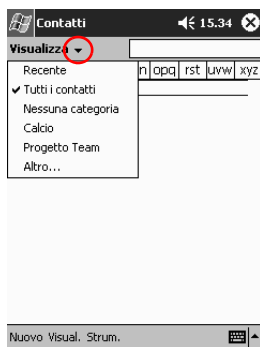 Contatti 15.34
Visualizza
n opq rst uvw xyz
Recente
Tutti i contatti
Nessuna categoria
Calcio
Progetto Team
Altro...
Nuovo Visual. Strum.